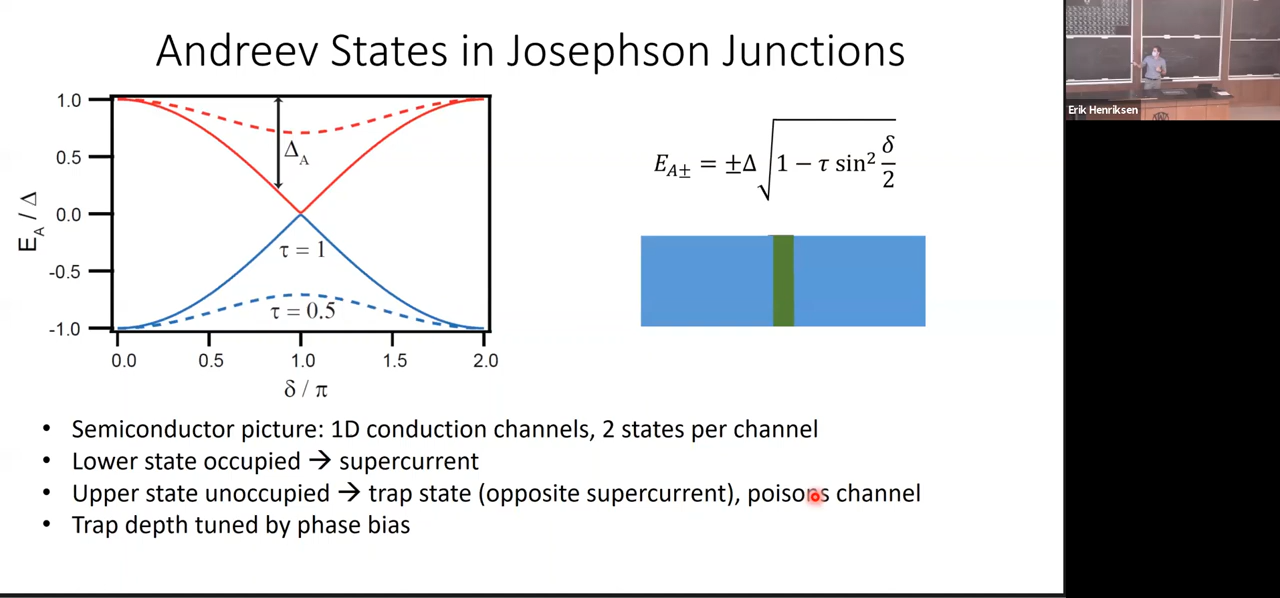 Andreev States in Josephson Junctions
Erik Henriksen
1.0
0.5
0.0
-0.5
-1.0
E_A / Δ
Δ_A
τ = 1
τ = 0.5
0.0 0.5 1.0 1.5 2.0
δ / π
E_{A±} = ±Δ √(1 − τ sin² δ/2)
• Semiconductor picture: 1D conduction channels, 2 states per channel
• Lower state occupied → supercurrent
• Upper state unoccupied → trap state (opposite supercurrent), poisons channel
• Trap depth tuned by phase bias